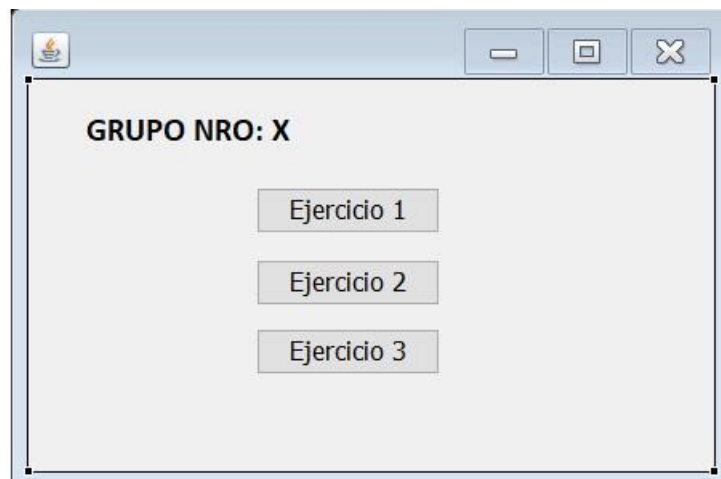 GRUPO NRO: X
Ejercicio 1
Ejercicio 2
Ejercicio 3